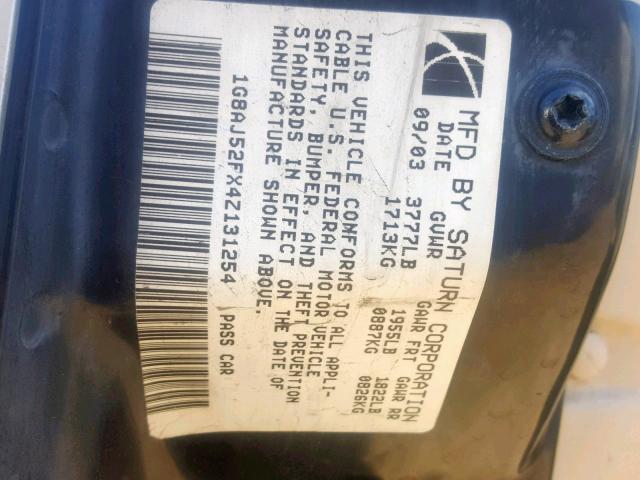 MFD BY SATURN CORPORATION
DATE GVWR GAWR FRT GAWR RR
09/03 3777LB 1955LB 1822LB
1713KG 0887KG 0826KG
THIS VEHICLE CONFORMS TO ALL APPLI-
CABLE U.S. FEDERAL MOTOR VEHICLE
SAFETY, BUMPER, AND THEFT PREVENTION
STANDARDS IN EFFECT ON THE DATE OF
MANUFACTURE SHOWN ABOVE.
1G8AJ52FX4Z131254 PASS CAR